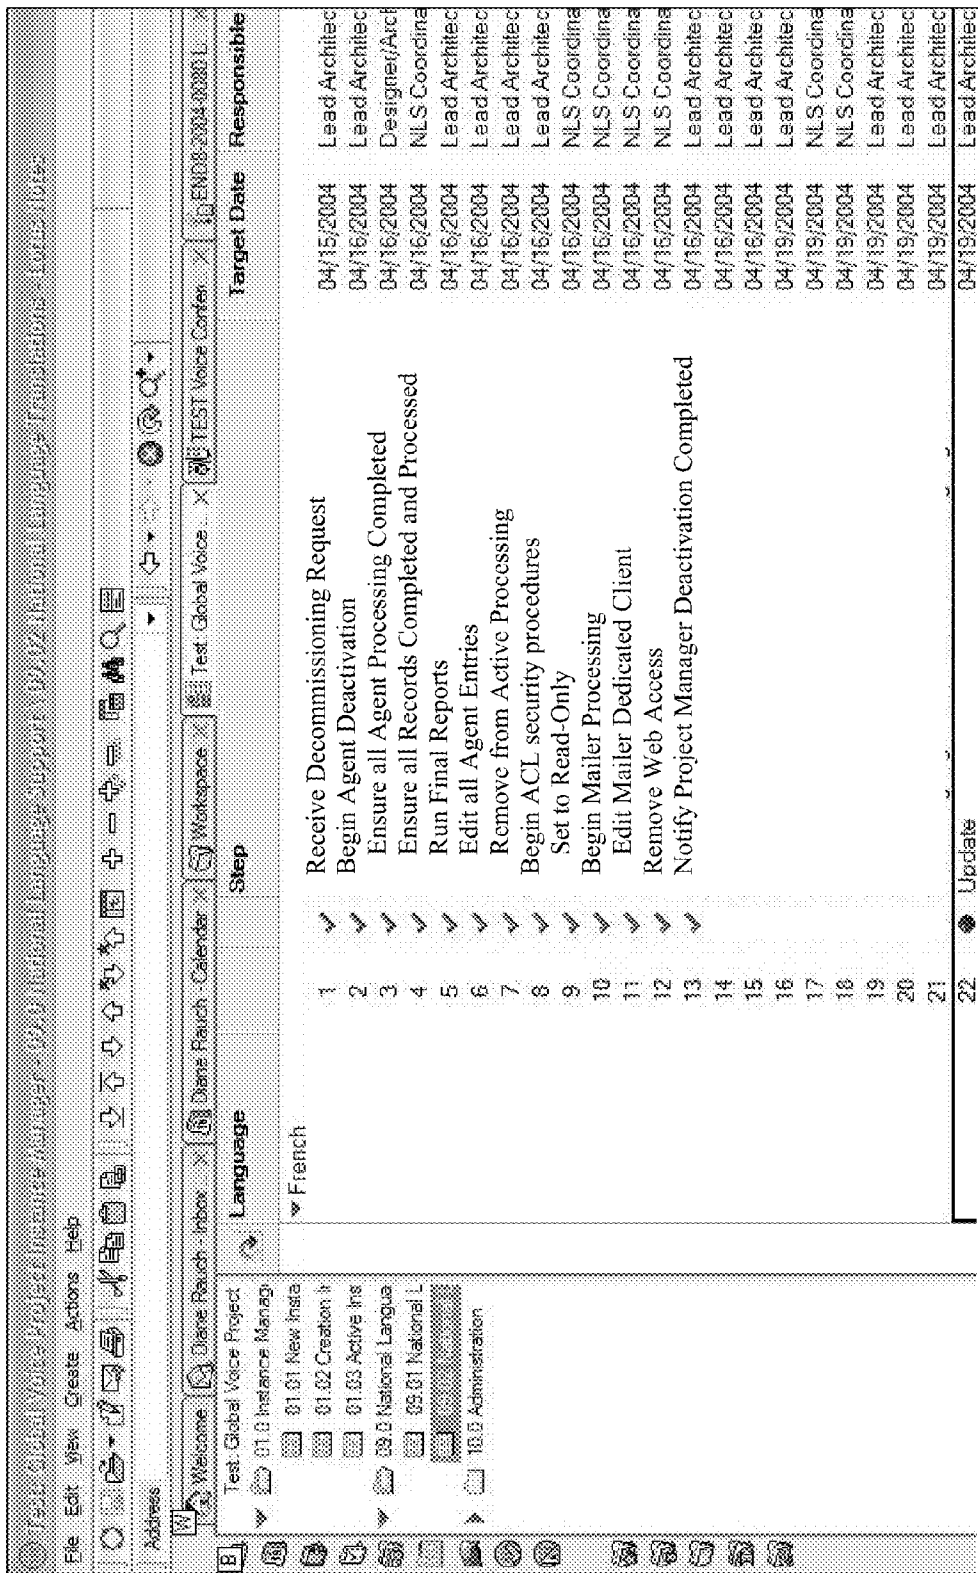 File Edit View Create Actions Help
Address
W
Welcome
Diane Rauch - Inbox
Diane Rauch - Calendar
Workspace
Test: Global Voice...
TEST Voice Conten
B
Test: Global Voice Project
01.0 Instance Manag
01.01 New Insta
01.02 Creation
01.03 Active Ins
09.0 National Langua
09.01 National L
10.0 Administration
Language Step Target Date Responsible
French
1 Receive Decommissioning Request 04/15/2004 Lead Architec
2 Begin Agent Deactivation 04/16/2004 Lead Architec
3 Ensure all Agent Processing Completed 04/16/2004 Designer/Arch
4 Ensure all Records Completed and Processed 04/16/2004 NLS Coordina
5 Run Final Reports 04/16/2004 Lead Architec
6 Edit all Agent Entries 04/16/2004 Lead Architec
7 Remove from Active Processing 04/16/2004 Lead Architec
8 Begin ACL security procedures 04/16/2004 Lead Architec
9 Set to Read-Only 04/16/2004 NLS Coordina
10 Begin Mailer Processing 04/16/2004 NLS Coordina
11 Edit Mailer Dedicated Client 04/16/2004 NLS Coordina
12 Remove Web Access 04/16/2004 NLS Coordina
13 Notify Project Manager Deactivation Completed 04/16/2004 Lead Architec
14 04/16/2004 Lead Architec
15 04/16/2004 Lead Architec
16 04/19/2004 Lead Architec
17 04/19/2004 NLS Coordina
18 04/19/2004 NLS Coordina
19 04/19/2004 Lead Architec
20 04/19/2004 Lead Architec
21 04/19/2004 Lead Architec
22 Update 04/19/2004 Lead Architec